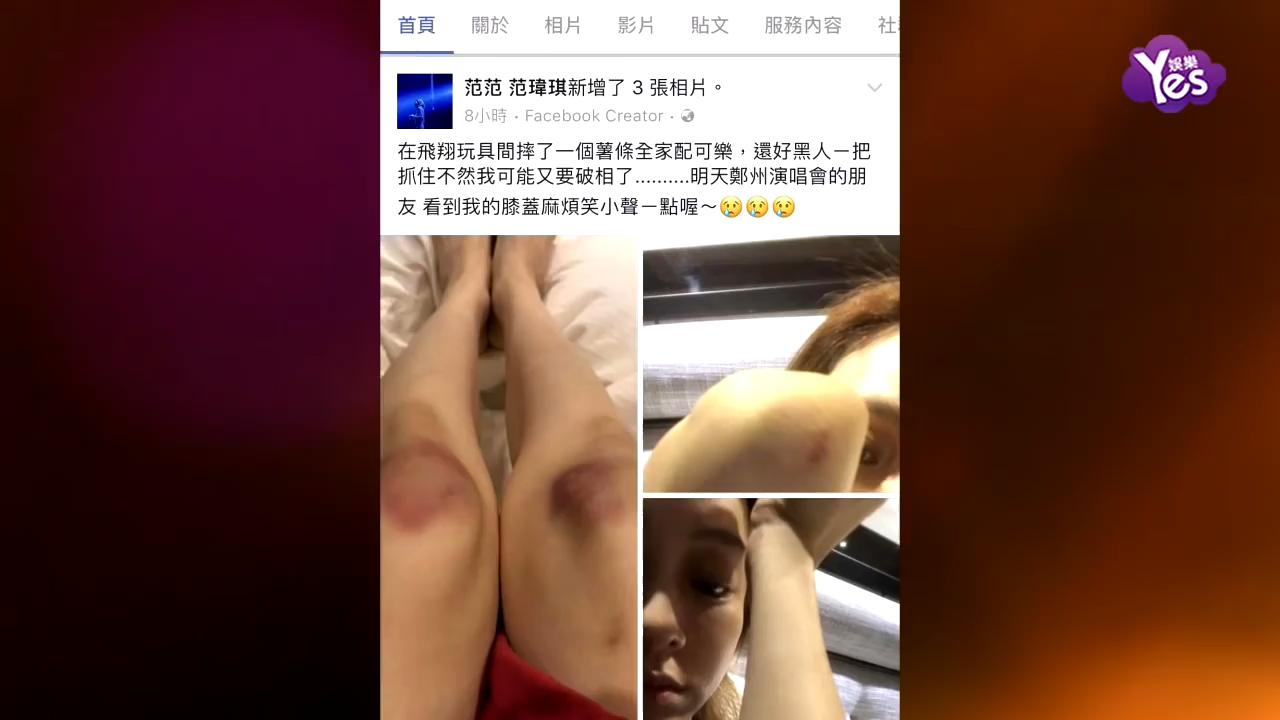 首頁 關於 相片 影片 貼文 服務內容 社
Yes 娛樂
范范 范瑋琪新增了 3 張相片。
8小時 · Facebook Creator ·
在飛翔玩具間摔了一個薯條全家配可樂，還好黑人一把
抓住不然我可能又要破相了..........明天鄭州演唱會的朋
友 看到我的膝蓋麻煩笑小聲一點喔～😢😢😢